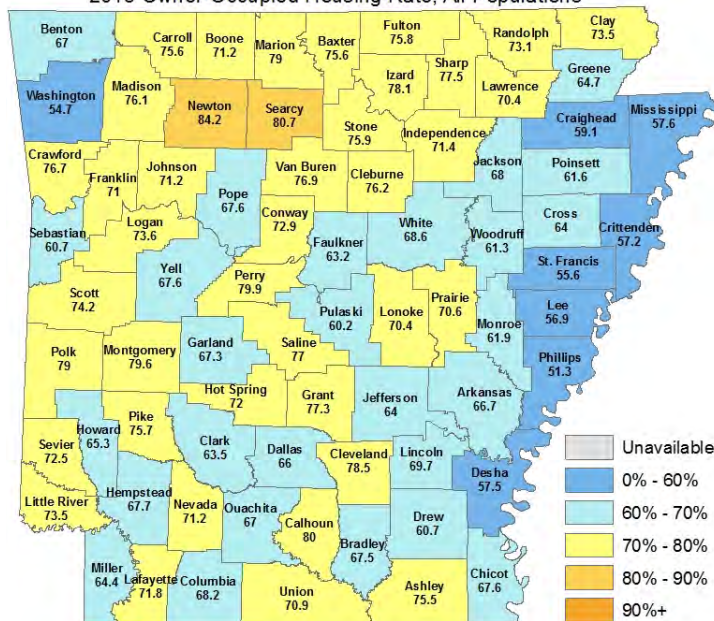 2015 Owner Occupied Housing Rate, All Populations
Benton
67
Carroll
75.6
Boone
71.2
Marion
79
Baxter
75.6
Fulton
75.8
Randolph
73.1
Clay
73.5
Sharp
77.5
Izard
78.1
Greene
64.7
Washington
54.7
Madison
76.1
Newton
84.2
Searcy
80.7
Lawrence
70.4
Stone
75.9
Independence
71.4
Craighead
59.1
Mississippi
57.6
Crawford
76.7
Franklin
71
Johnson
71.2
Pope
67.6
Van Buren
76.9
Cleburne
76.2
Jackson
68
Poinsett
61.6
Sebastian
60.7
Logan
73.6
Conway
72.9
Faulkner
63.2
White
68.6
Woodruff
61.3
Cross
64
Crittenden
57.2
Yell
67.6
Perry
79.9
St. Francis
55.6
Scott
74.2
Pulaski
60.2
Lonoke
70.4
Prairie
70.6
Monroe
61.9
Lee
56.9
Polk
79
Montgomery
79.6
Garland
67.3
Saline
77
Phillips
51.3
Hot Spring
72
Grant
77.3
Jefferson
64
Arkansas
66.7
Howard
65.3
Pike
75.7
Sevier
72.5
Clark
63.5
Dallas
66
Cleveland
78.5
Lincoln
69.7
Desha
57.5
Little River
73.5
Hempstead
67.7
Nevada
71.2
Ouachita
67
Calhoun
80
Bradley
67.5
Drew
60.7
Miller
64.4
Lafayette
71.8
Columbia
68.2
Union
70.9
Ashley
75.5
Chicot
67.6
Unavailable
0% - 60%
60% - 70%
70% - 80%
80% - 90%
90%+